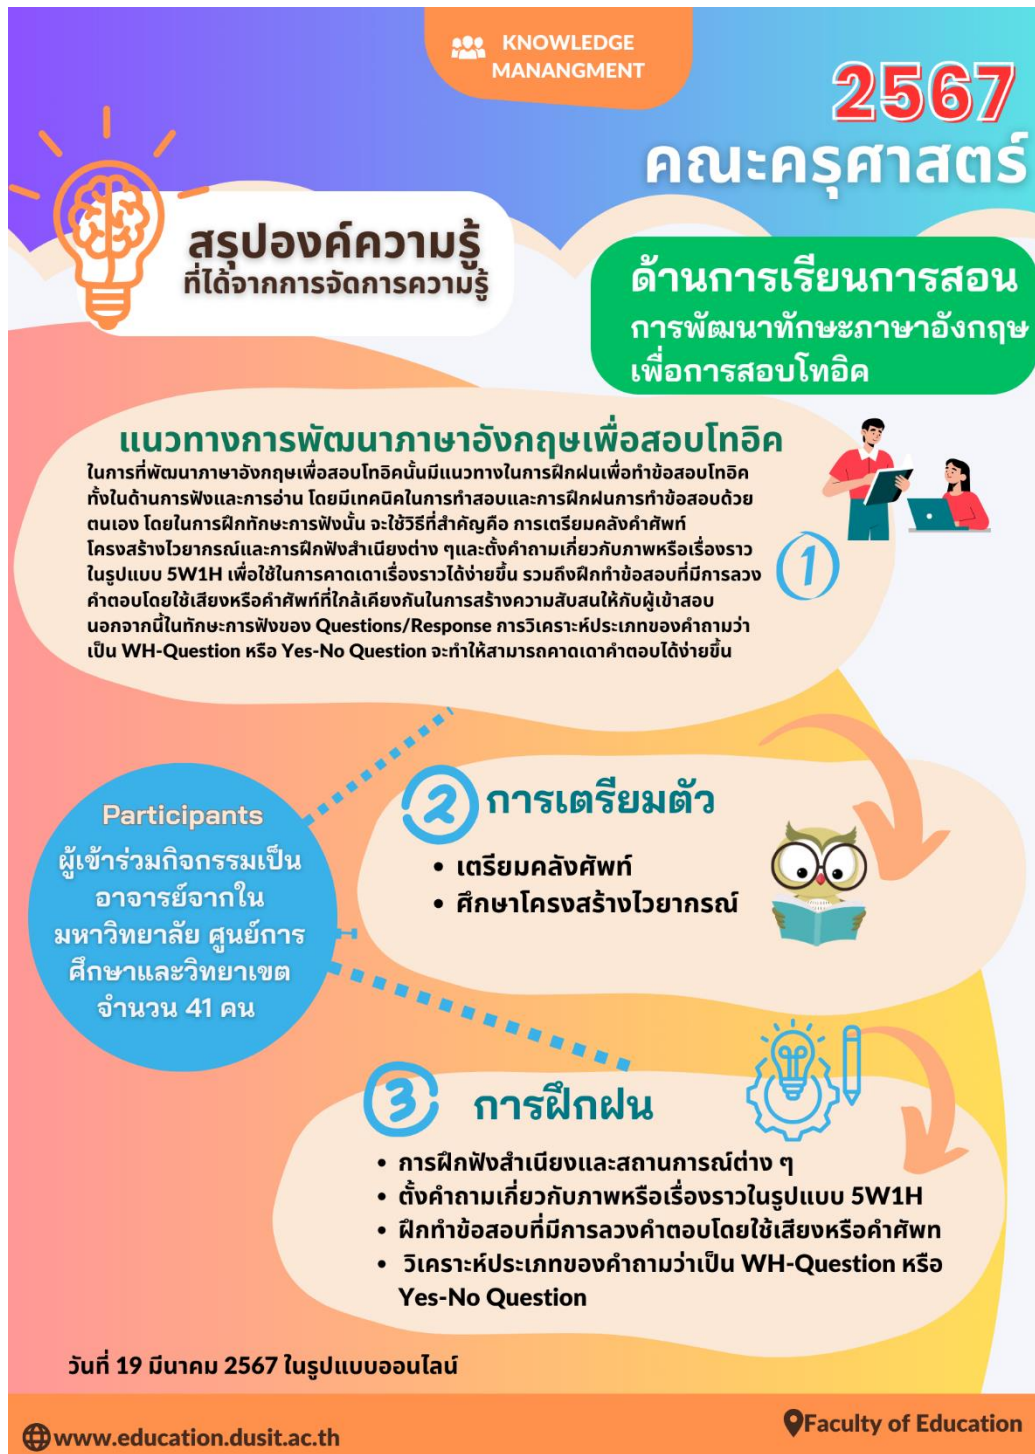 KNOWLEDGE
MANANGMENT
2567
คณะครุศาสตร์
สรุปองค์ความรู้
ที่ได้จากการจัดการความรู้
ด้านการเรียนการสอน
การพัฒนาทักษะภาษาอังกฤษ
เพื่อการสอบโทอิค
แนวทางการพัฒนาภาษาอังกฤษเพื่อสอบโทอิค
ในการที่พัฒนาภาษาอังกฤษเพื่อสอบโทอิคนั้นมีแนวทางในการฝึกฝนเพื่อทำข้อสอบโทอิค
ทั้งในด้านการฟังและการอ่าน โดยมีเทคนิคในการทำสอบและการฝึกฝนการทำข้อสอบด้วย
ตนเอง โดยในการฝึกทักษะการฟังนั้น จะใช้วิธีที่สำคัญคือ การเตรียมคลังคำศัพท์
โครงสร้างไวยากรณ์และการฝึกฟังสำเนียงต่าง ๆและตั้งคำถามเกี่ยวกับภาพหรือเรื่องราว
ในรูปแบบ 5W1H เพื่อใช้ในการคาดเดาเรื่องราวได้ง่ายขึ้น รวมถึงฝึกทำข้อสอบที่มีการลวง
คำตอบโดยใช้เสียงหรือคำศัพท์ที่ใกล้เคียงกันในการสร้างความสับสนให้กับผู้เข้าสอบ
นอกจากนี้ในทักษะการฟังของ Questions/Response การวิเคราะห์ประเภทของคำถามว่า
เป็น WH-Question หรือ Yes-No Question จะทำให้สามารถคาดเดาคำตอบได้ง่ายขึ้น
1
2 การเตรียมตัว
• เตรียมคลังศัพท์
• ศึกษาโครงสร้างไวยากรณ์
Participants
ผู้เข้าร่วมกิจกรรมเป็น
อาจารย์จากใน
มหาวิทยาลัย ศูนย์การ
ศึกษาและวิทยาเขต
จำนวน 41 คน
3 การฝึกฝน
• การฝึกฟังสำเนียงและสถานการณ์ต่าง ๆ
• ตั้งคำถามเกี่ยวกับภาพหรือเรื่องราวในรูปแบบ 5W1H
• ฝึกทำข้อสอบที่มีการลวงคำตอบโดยใช้เสียงหรือคำศัพท
• วิเคราะห์ประเภทของคำถามว่าเป็น WH-Question หรือ
Yes-No Question
วันที่ 19 มีนาคม 2567 ในรูปแบบออนไลน์
www.education.dusit.ac.th
Faculty of Education